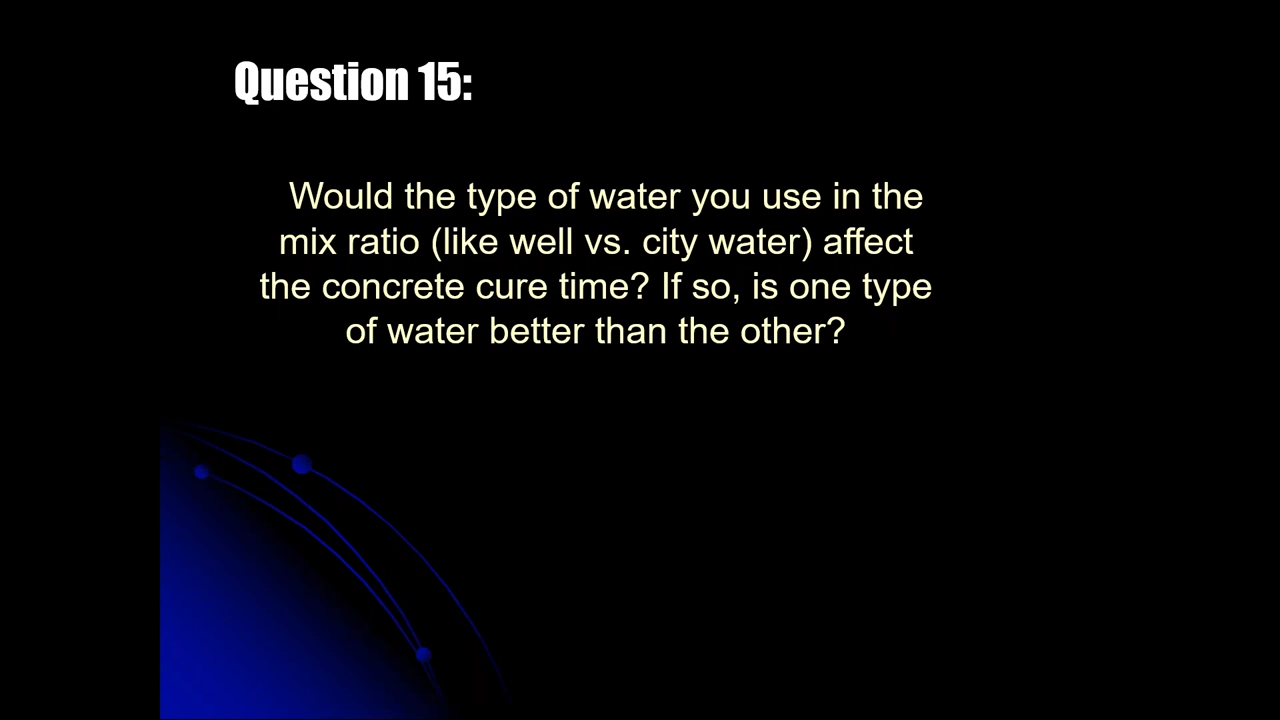 Question 15:
Would the type of water you use in the
mix ratio (like well vs. city water) affect
the concrete cure time? If so, is one type
of water better than the other?